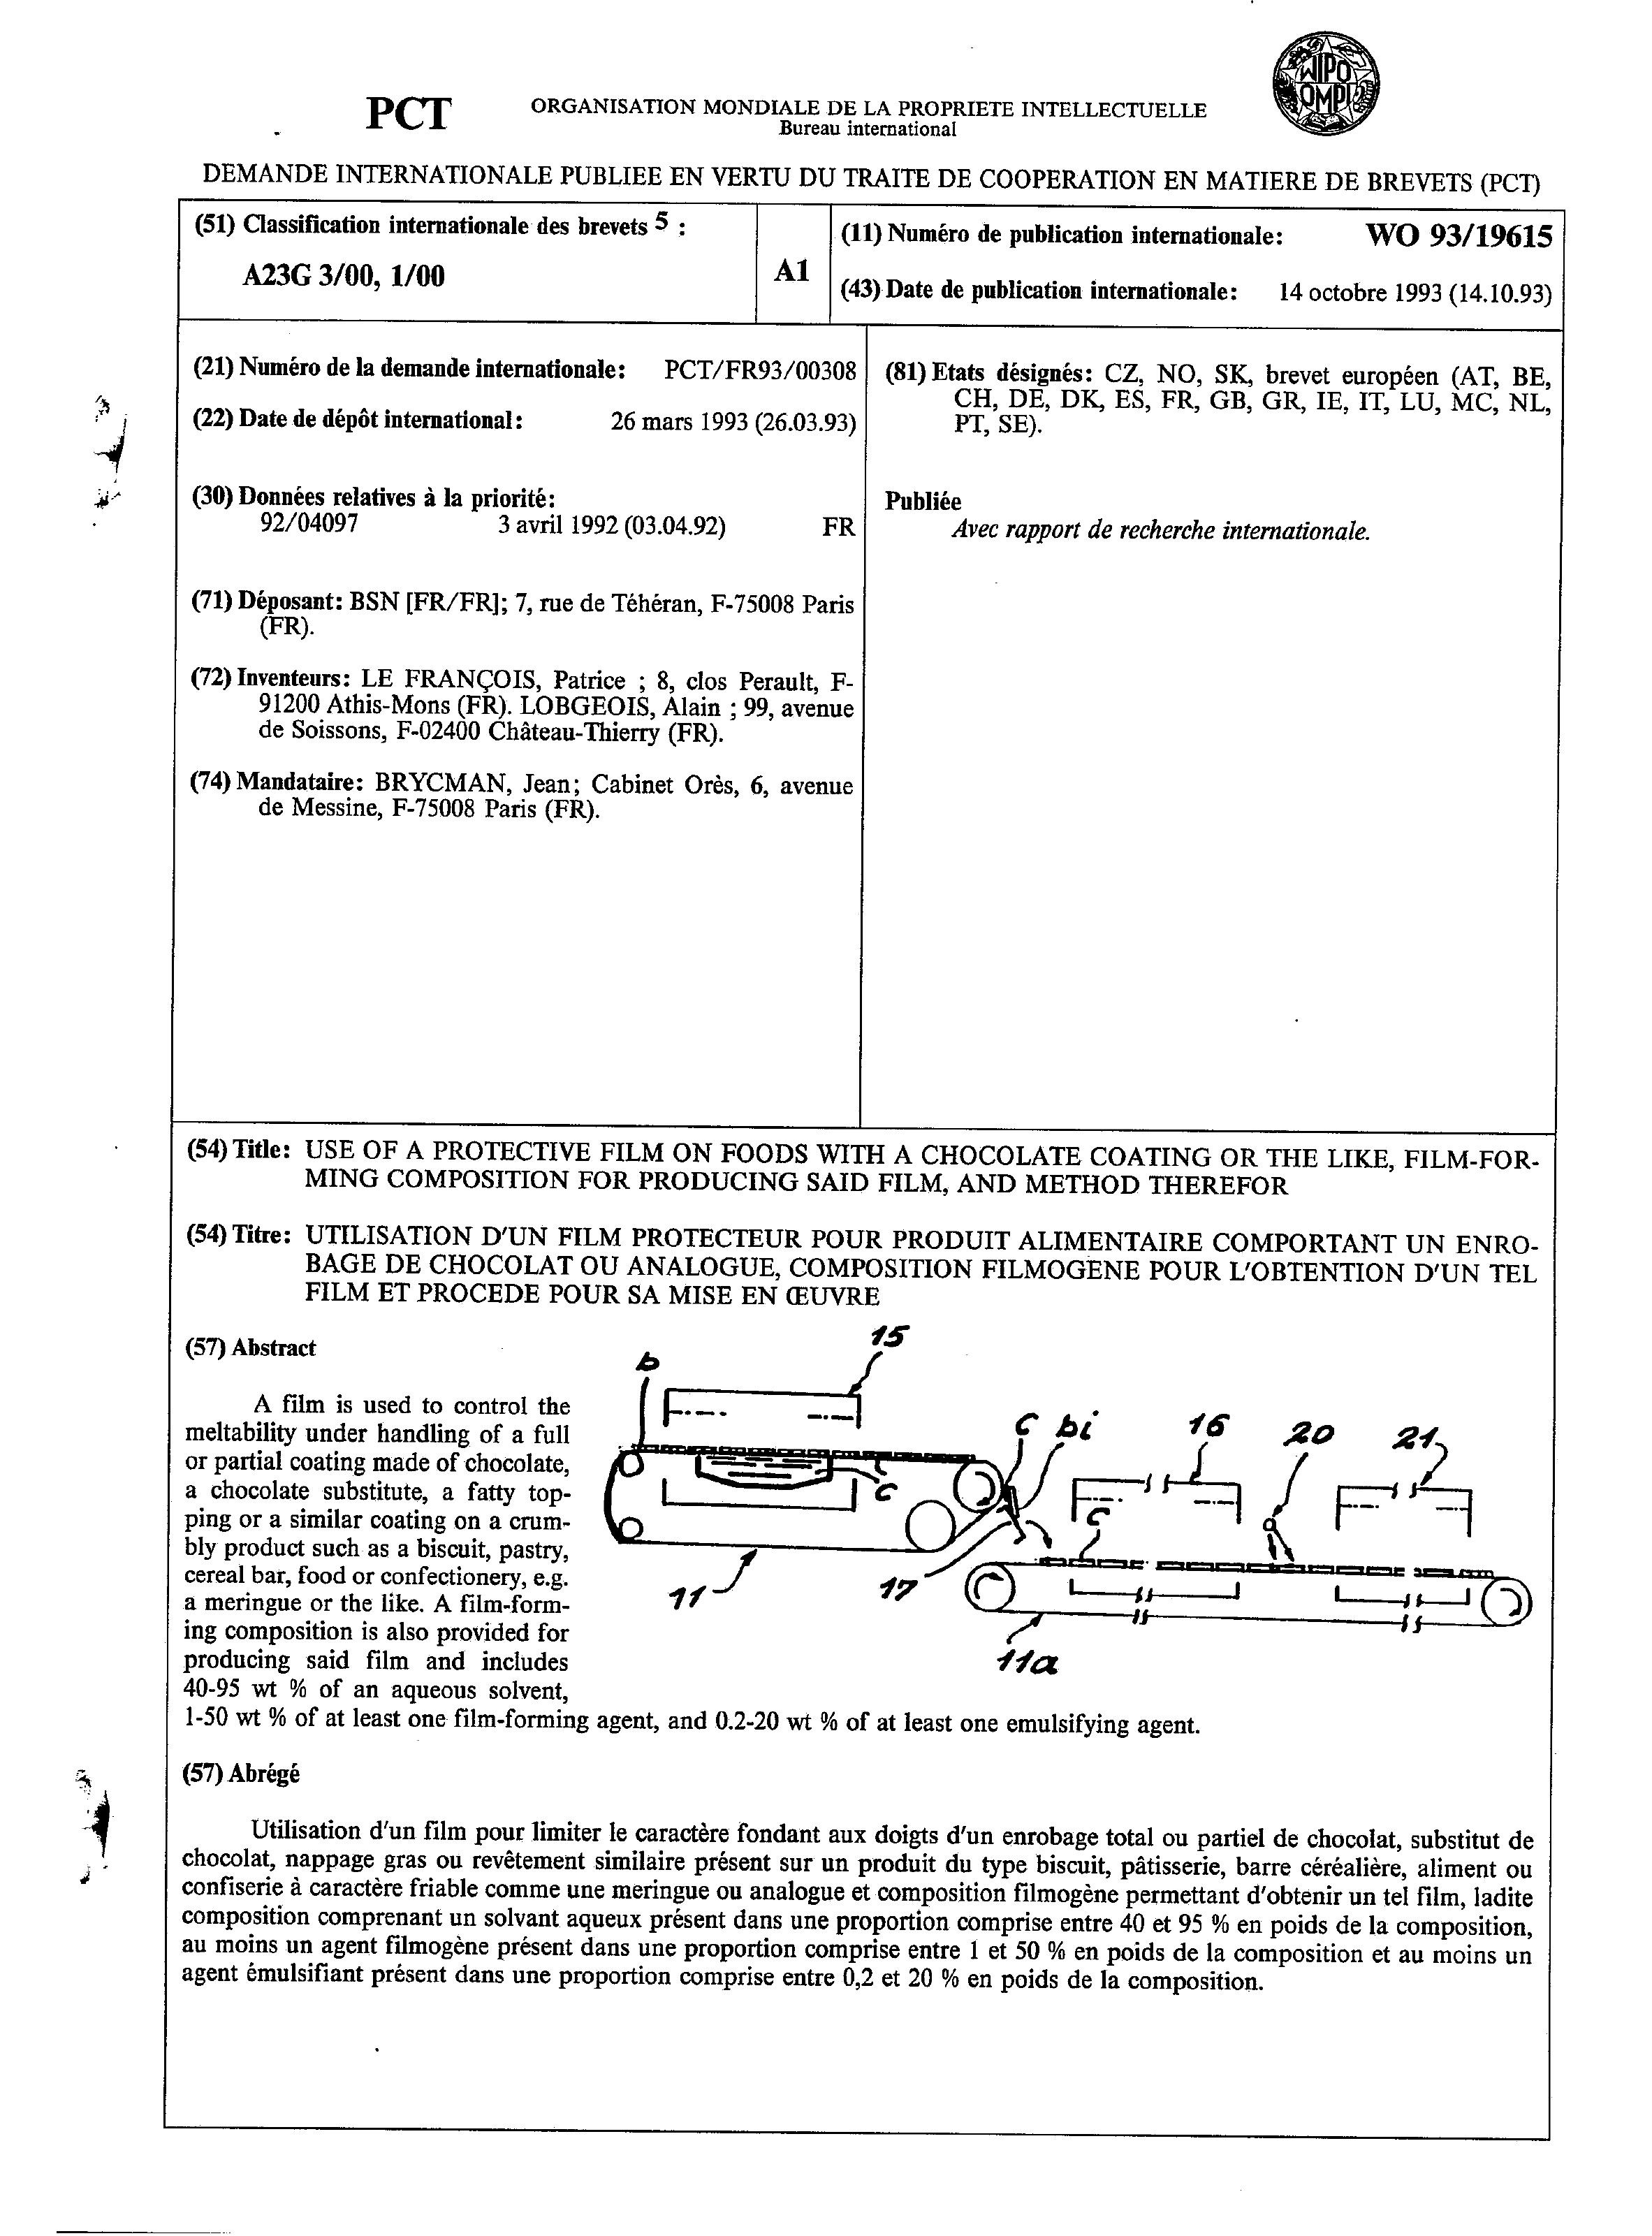 WIPO
OMPI
PCT
ORGANISATION MONDIALE DE LA PROPRIETE INTELLECTUELLE
Bureau international
DEMANDE INTERNATIONALE PUBLIEE EN VERTU DU TRAITE DE COOPERATION EN MATIERE DE BREVETS (PCT)
(51) Classification internationale des brevets 5 :
A23G 3/00, 1/00
A1
(11) Numéro de publication internationale: WO 93/19615
(43) Date de publication internationale: 14 octobre 1993 (14.10.93)
(21) Numéro de la demande internationale: PCT/FR93/00308
(22) Date de dépôt international: 26 mars 1993 (26.03.93)
(30) Données relatives à la priorité:
92/04097 3 avril 1992 (03.04.92) FR
(71) Déposant: BSN [FR/FR]; 7, rue de Téhéran, F-75008 Paris
(FR).
(72) Inventeurs: LE FRANÇOIS, Patrice ; 8, clos Perault, F-
91200 Athis-Mons (FR). LOBGEOIS, Alain ; 99, avenue
de Soissons, F-02400 Château-Thierry (FR).
(74) Mandataire: BRYCMAN, Jean; Cabinet Orès, 6, avenue
de Messine, F-75008 Paris (FR).
(81) Etats désignés: CZ, NO, SK, brevet européen (AT, BE,
CH, DE, DK, ES, FR, GB, GR, IE, IT, LU, MC, NL,
PT, SE).
Publiée
Avec rapport de recherche internationale.
(54) Title: USE OF A PROTECTIVE FILM ON FOODS WITH A CHOCOLATE COATING OR THE LIKE, FILM-FOR-
MING COMPOSITION FOR PRODUCING SAID FILM, AND METHOD THEREFOR
(54) Titre: UTILISATION D'UN FILM PROTECTEUR POUR PRODUIT ALIMENTAIRE COMPORTANT UN ENRO-
BAGE DE CHOCOLAT OU ANALOGUE, COMPOSITION FILMOGENE POUR L'OBTENTION D'UN TEL
FILM ET PROCEDE POUR SA MISE EN ŒUVRE
(57) Abstract
A film is used to control the
meltability under handling of a full
or partial coating made of chocolate,
a chocolate substitute, a fatty top-
ping or a similar coating on a crum-
bly product such as a biscuit, pastry,
cereal bar, food or confectionery, e.g.
a meringue or the like. A film-form-
ing composition is also provided for
producing said film and includes
40-95 wt % of an aqueous solvent,
1-50 wt % of at least one film-forming agent, and 0.2-20 wt % of at least one emulsifying agent.
b
15
C bi
16
20
21
C
C
11
17
11a
(57) Abrégé
Utilisation d'un film pour limiter le caractère fondant aux doigts d'un enrobage total ou partiel de chocolat, substitut de
chocolat, nappage gras ou revêtement similaire présent sur un produit du type biscuit, pâtisserie, barre céréalière, aliment ou
confiserie à caractère friable comme une meringue ou analogue et composition filmogène permettant d'obtenir un tel film, ladite
composition comprenant un solvant aqueux présent dans une proportion comprise entre 40 et 95 % en poids de la composition,
au moins un agent filmogène présent dans une proportion comprise entre 1 et 50 % en poids de la composition et au moins un
agent émulsifiant présent dans une proportion comprise entre 0,2 et 20 % en poids de la composition.